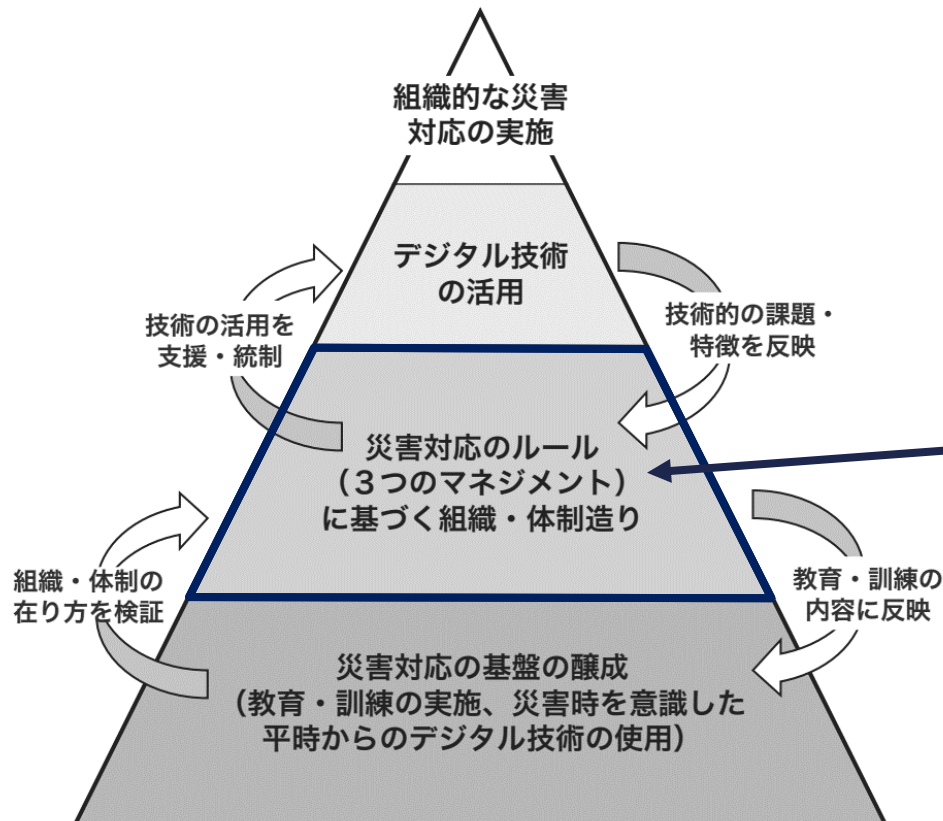 組織的な災害
対応の実施
デジタル技術
の活用
技術の活用を
支援・統制
技術的の課題・
特徴を反映
災害対応のルール
（３つのマネジメント）
に基づく組織・体制造り
組織・体制の
在り方を検証
教育・訓練の
内容に反映
災害対応の基盤の醸成
（教育・訓練の実施、災害時を意識した
平時からのデジタル技術の使用）